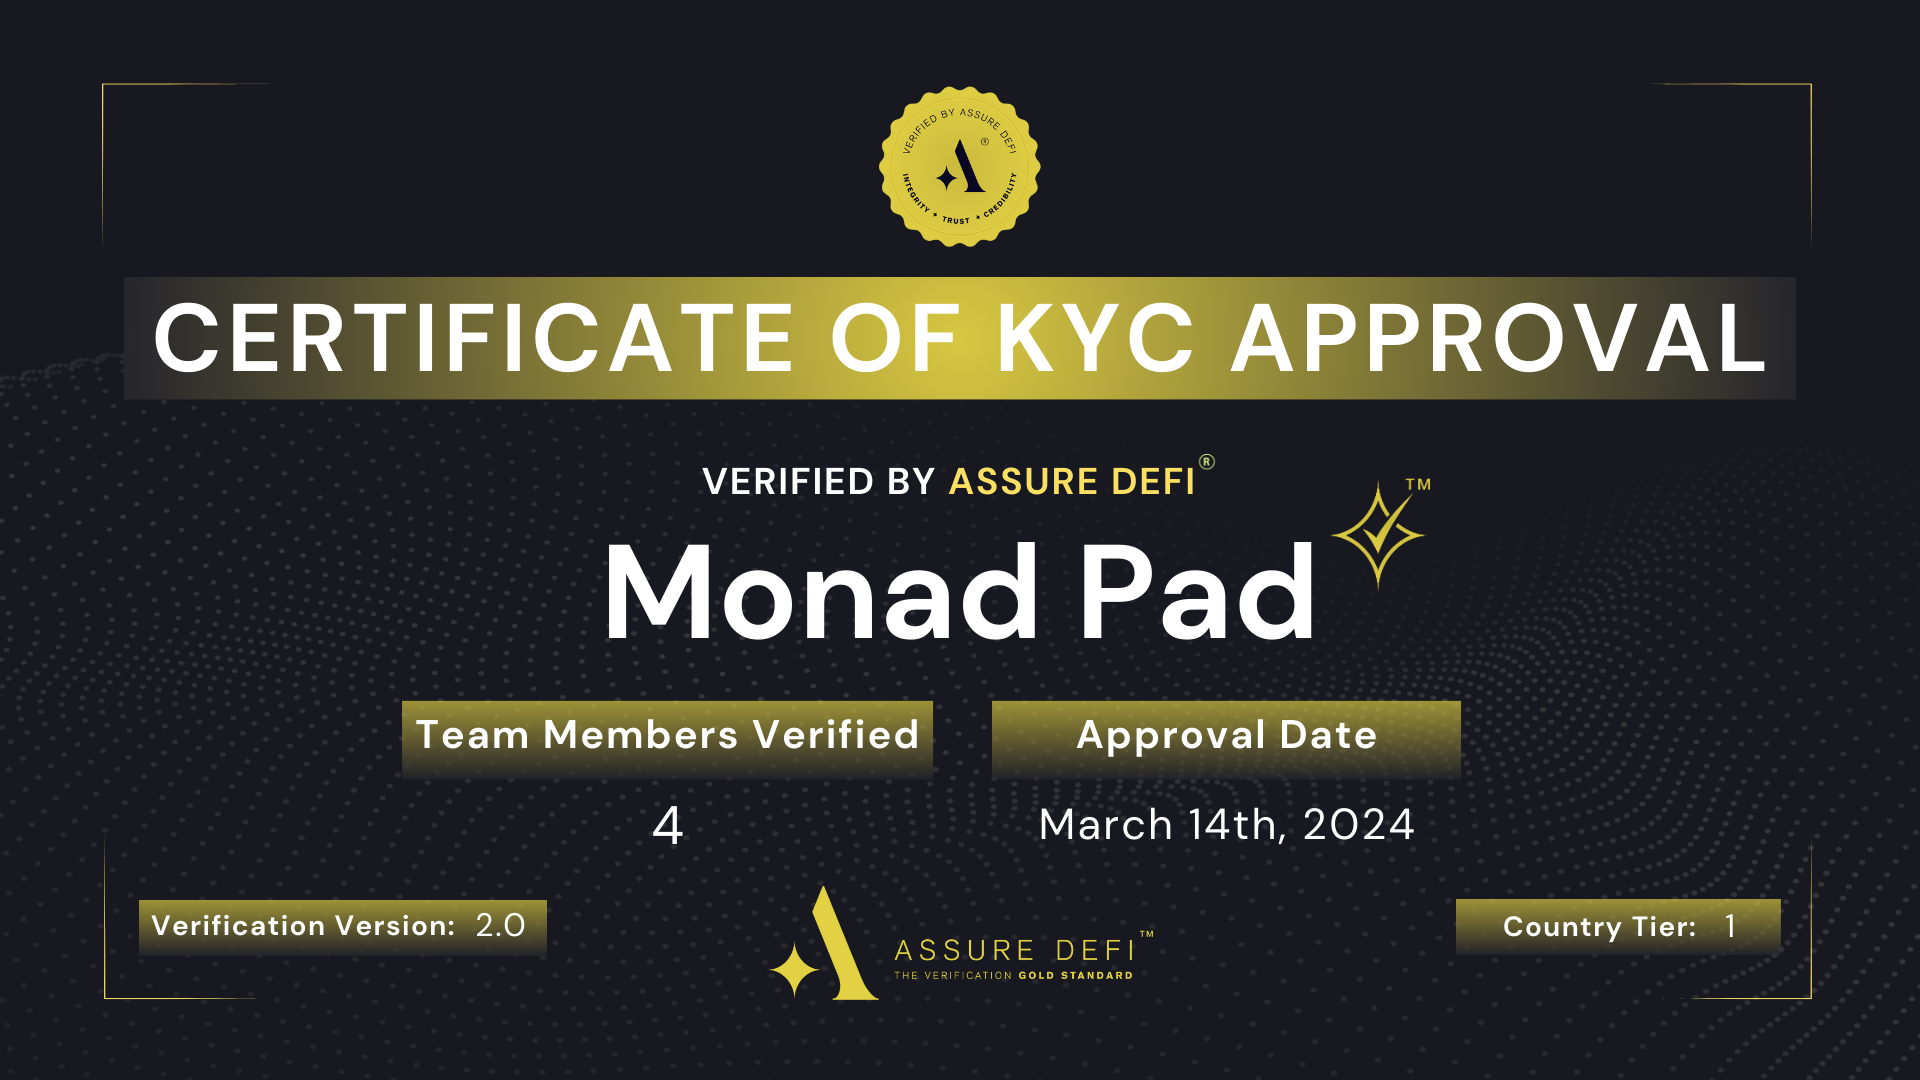 VERIFIED BY ASSURE DEFI
®
INTEGRITY ✦ TRUST ✦ CREDIBILITY
CERTIFICATE OF KYC APPROVAL
VERIFIED BY ASSURE DEFI®
Monad Pad ™
Team Members Verified
4
Approval Date
March 14th, 2024
Verification Version: 2.0
ASSURE DEFI™
THE VERIFICATION GOLD STANDARD
Country Tier: 1